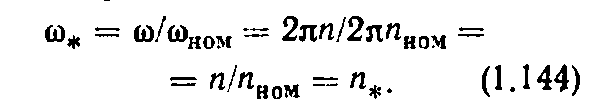 ω* = ω/ωном = 2πn/2πnном =
= n/nном = n*. (1.144)